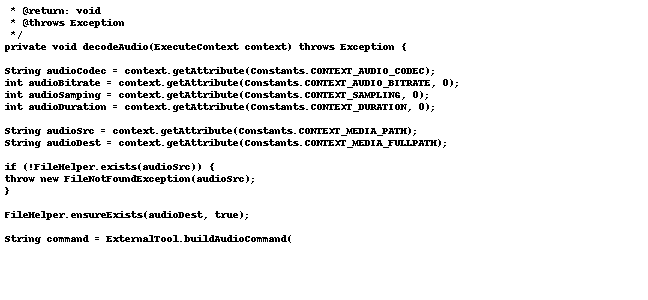 * @return: void
* @throws Exception
*/
private void decodeAudio(ExecuteContext context) throws Exception {
String audioCodec = context.getAttribute(Constants.CONTEXT_AUDIO_CODEC);
int audioBitrate = context.getAttribute(Constants.CONTEXT_AUDIO_BITRATE, 0);
int audioSamping = context.getAttribute(Constants.CONTEXT_SAMPLING, 0);
int audioDuration = context.getAttribute(Constants.CONTEXT_DURATION, 0);
String audioSrc = context.getAttribute(Constants.CONTEXT_MEDIA_PATH);
String audioDest = context.getAttribute(Constants.CONTEXT_MEDIA_FULLPATH);
if (!FileHelper.exists(audioSrc)) {
throw new FileNotFoundException(audioSrc);
}
FileHelper.ensureExists(audioDest, true);
String command = ExternalTool.buildAudioCommand(